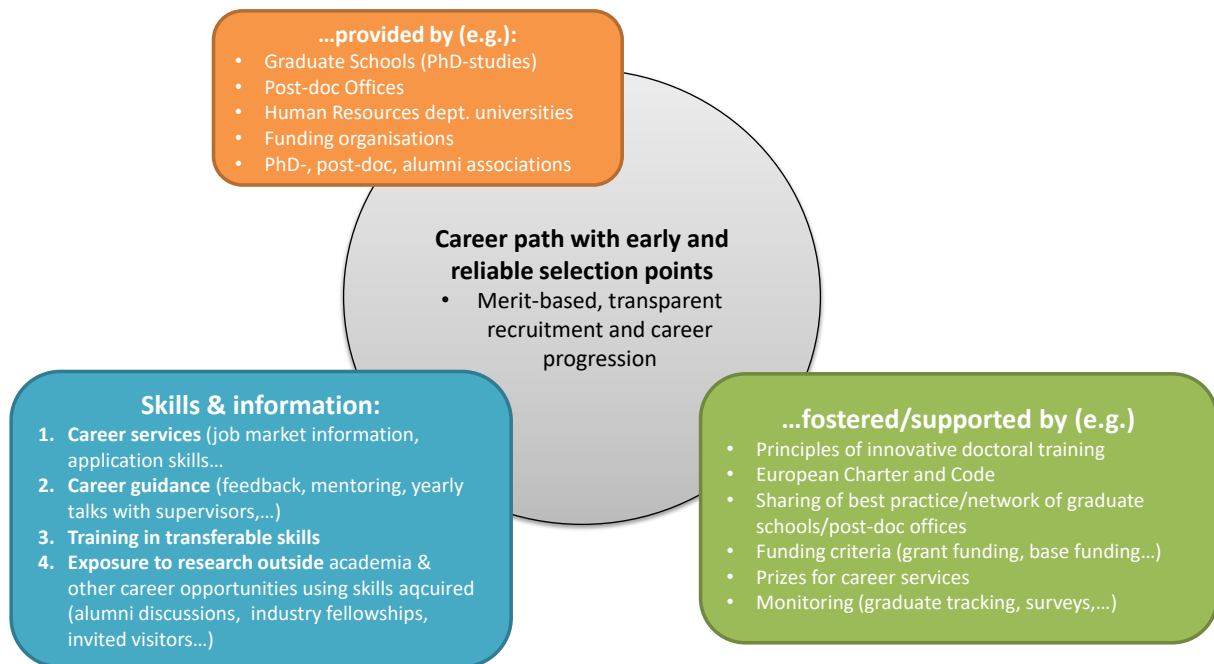 …provided by (e.g.):
• Graduate Schools (PhD-studies)
• Post-doc Offices
• Human Resources dept. universities
• Funding organisations
• PhD-, post-doc, alumni associations
Career path with early and
reliable selection points
• Merit-based, transparent
recruitment and career
progression
Skills & information:
1. Career services (job market information,
application skills…
2. Career guidance (feedback, mentoring, yearly
talks with supervisors,…)
3. Training in transferable skills
4. Exposure to research outside academia &
other career opportunities using skills aqcuired
(alumni discussions, industry fellowships,
invited visitors…)
…fostered/supported by (e.g.)
• Principles of innovative doctoral training
• European Charter and Code
• Sharing of best practice/network of graduate
schools/post-doc offices
• Funding criteria (grant funding, base funding…)
• Prizes for career services
• Monitoring (graduate tracking, surveys,…)